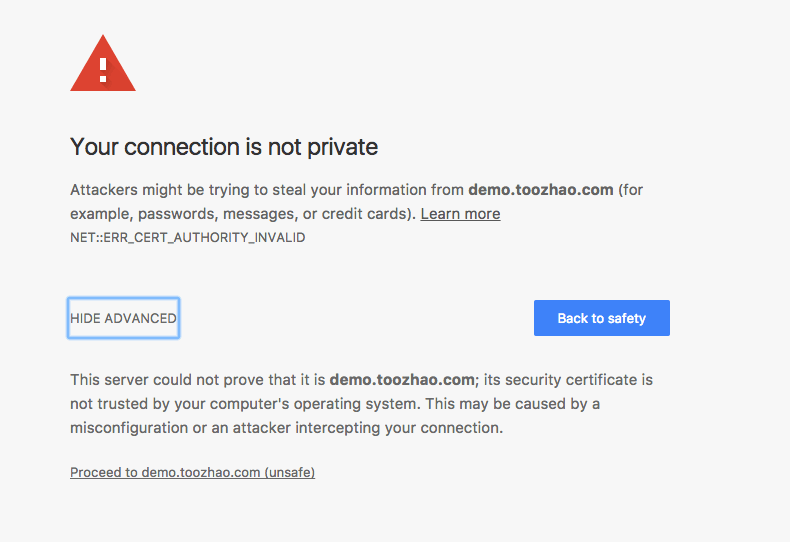 Your connection is not private
Attackers might be trying to steal your information from demo.toozhao.com (for
example, passwords, messages, or credit cards). Learn more
NET::ERR_CERT_AUTHORITY_INVALID
HIDE ADVANCED
Back to safety
This server could not prove that it is demo.toozhao.com; its security certificate is
not trusted by your computer's operating system. This may be caused by a
misconfiguration or an attacker intercepting your connection.
Proceed to demo.toozhao.com (unsafe)